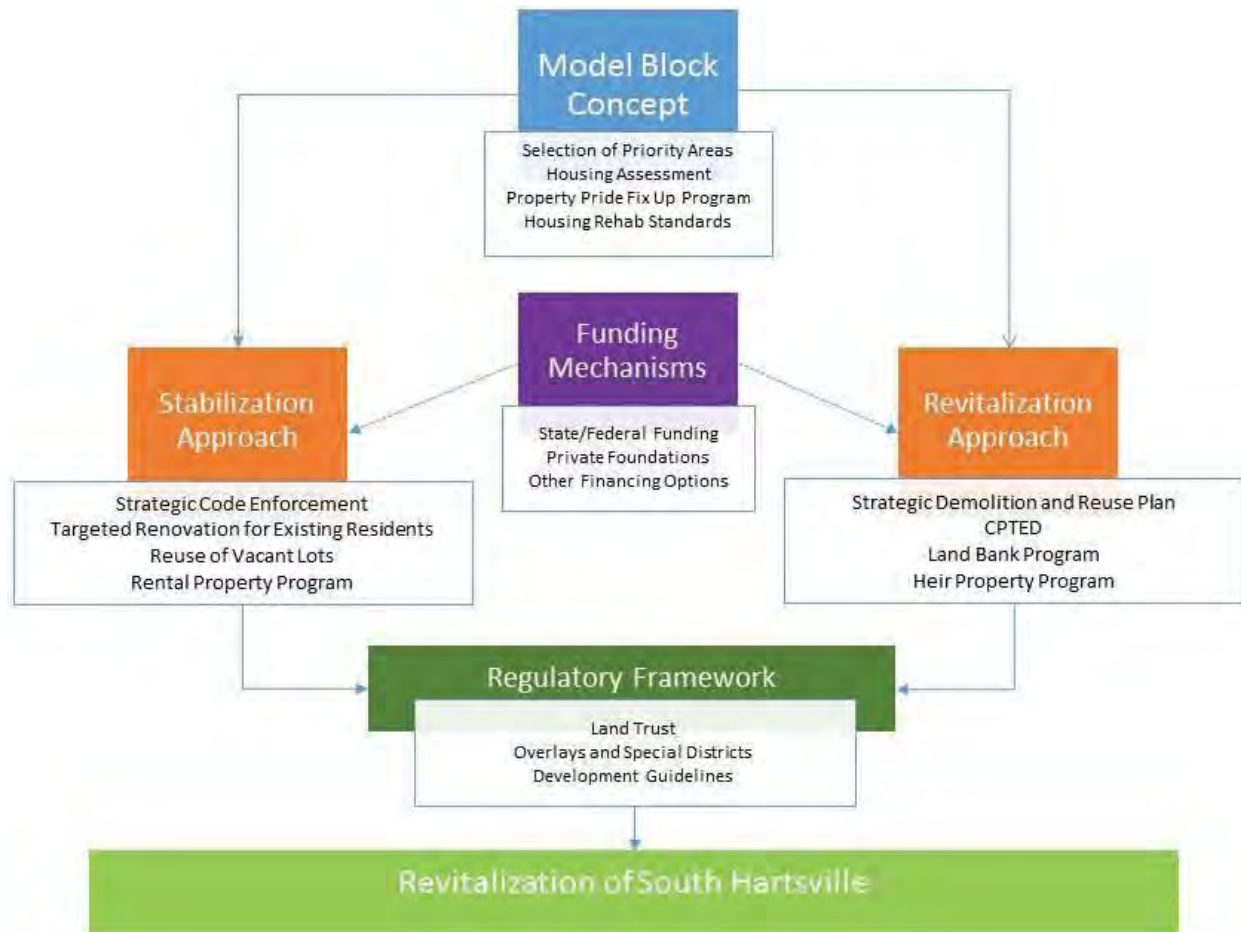 Model Block
Concept
Selection of Priority Areas
Housing Assessment
Property Pride Fix Up Program
Housing Rehab Standards
Funding
Mechanisms
State/Federal Funding
Private Foundations
Other Financing Options
Stabilization
Approach
Strategic Code Enforcement
Targeted Renovation for Existing Residents
Reuse of Vacant Lots
Rental Property Program
Revitalization
Approach
Strategic Demolition and Reuse Plan
CPTED
Land Bank Program
Heir Property Program
Regulatory Framework
Land Trust
Overlays and Special Districts
Development Guidelines
Revitalization of South Hartsville